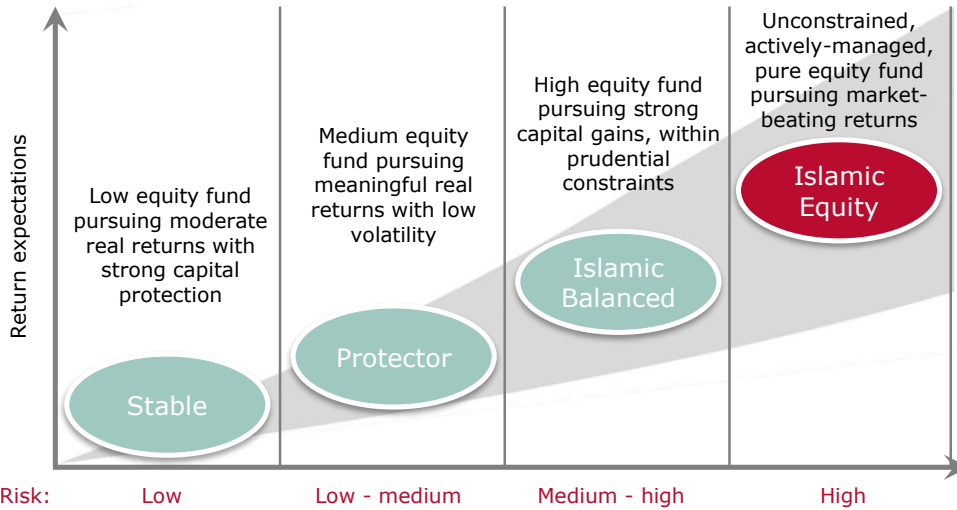 Return expectations
Low equity fund
pursuing moderate
real returns with
strong capital
protection
Stable
Medium equity
fund pursuing
meaningful real
returns with low
volatility
Protector
High equity fund
pursuing strong
capital gains, within
prudential
constraints
Islamic
Balanced
Unconstrained,
actively-managed,
pure equity fund
pursuing market-
beating returns
Islamic
Equity
Risk:
Low
Low - medium
Medium - high
High